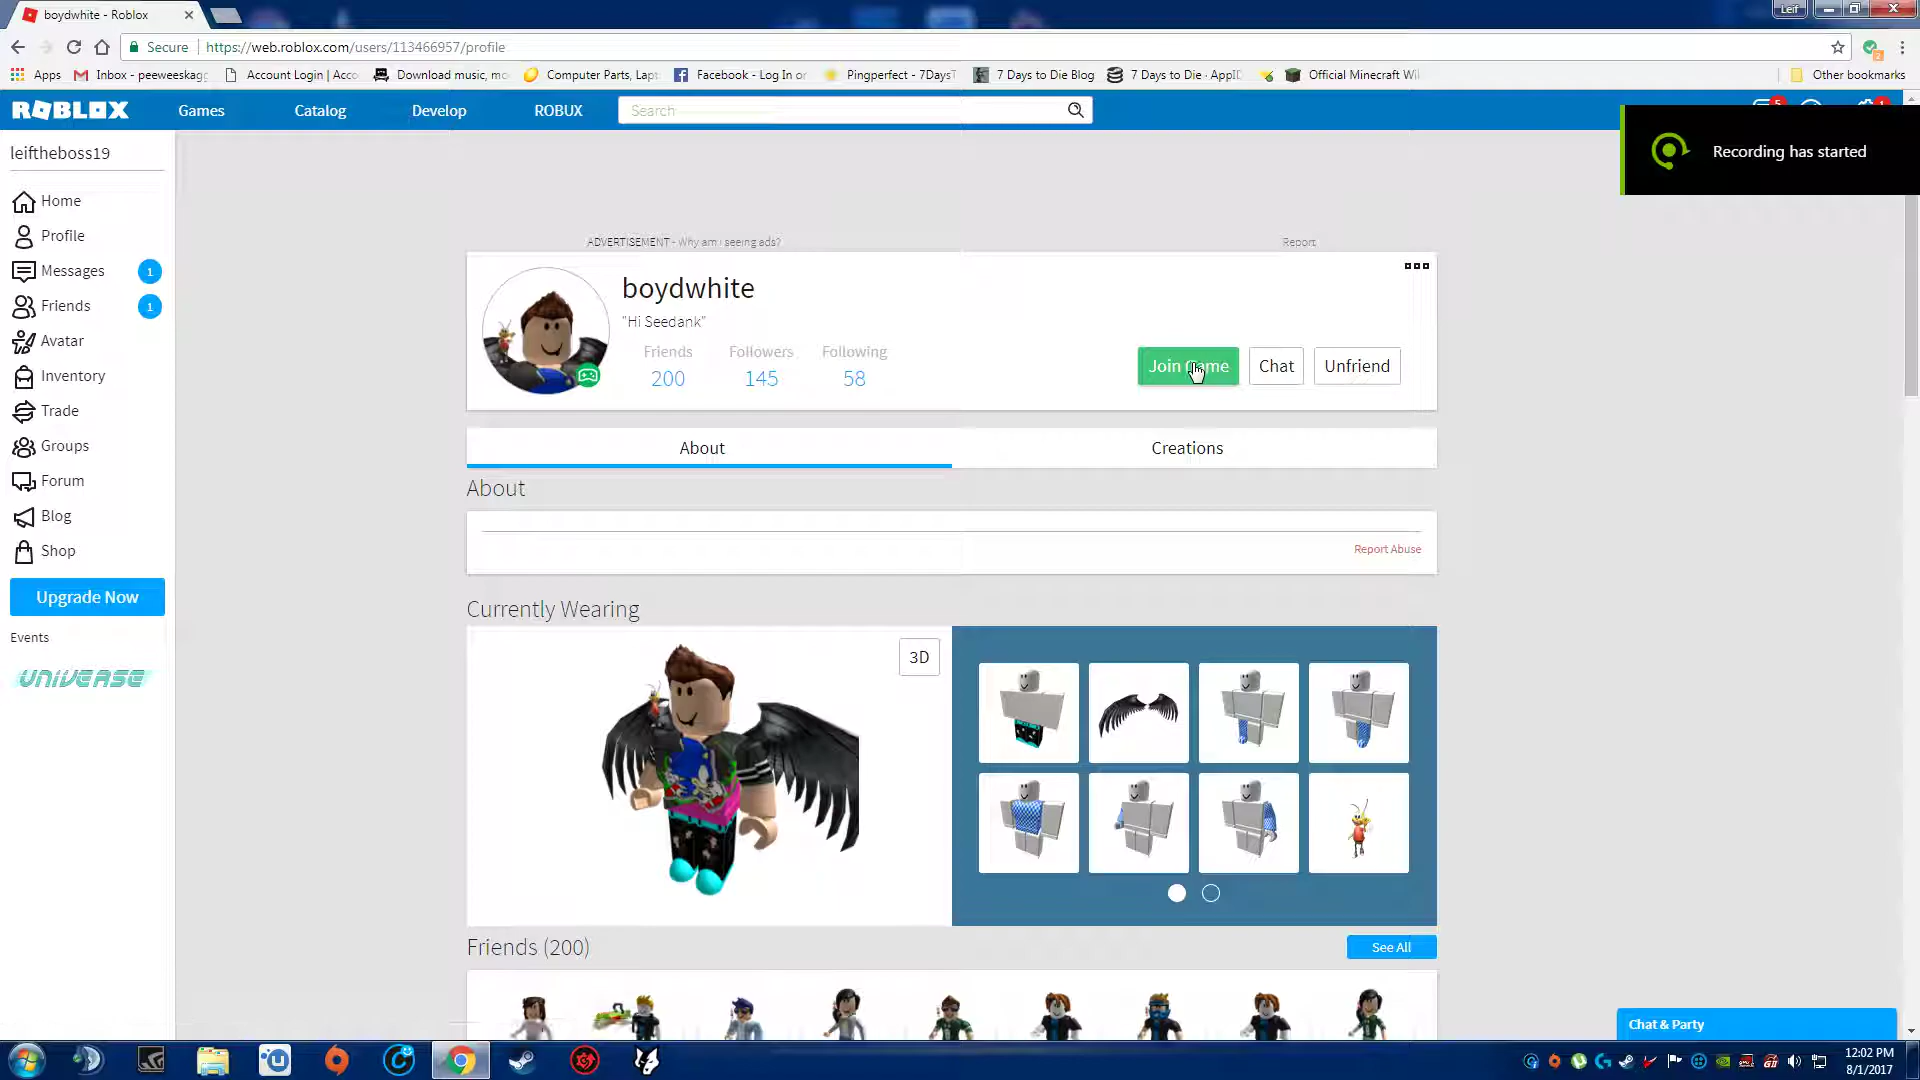 boydwhite - Roblox
Leif
Secure
https://web.roblox.com/users/113466957/profile
Apps
Inbox - peeweeskag
Account Login | Acco
Download music, mo
Computer Parts, Lapt
Facebook - Log In or
Pingperfect - 7DaysT
7 Days to Die Blog
7 Days to Die · AppID
Official Minecraft Wi
Other bookmarks
ROBLOX
Games
Catalog
Develop
ROBUX
Search
5
1
Recording has started
leiftheboss19
Home
Profile
Messages
1
Friends
1
Avatar
Inventory
Trade
Groups
Forum
Blog
Shop
Upgrade Now
Events
UNIVERSE
ADVERTISEMENT - Why am I seeing ads?
Report
boydwhite
"Hi Seedank"
Friends
Followers
Following
200
145
58
Join Game
Chat
Unfriend
About
Creations
About
Report Abuse
Currently Wearing
3D
Friends (200)
See All
Chat & Party
12:02 PM
8/1/2017